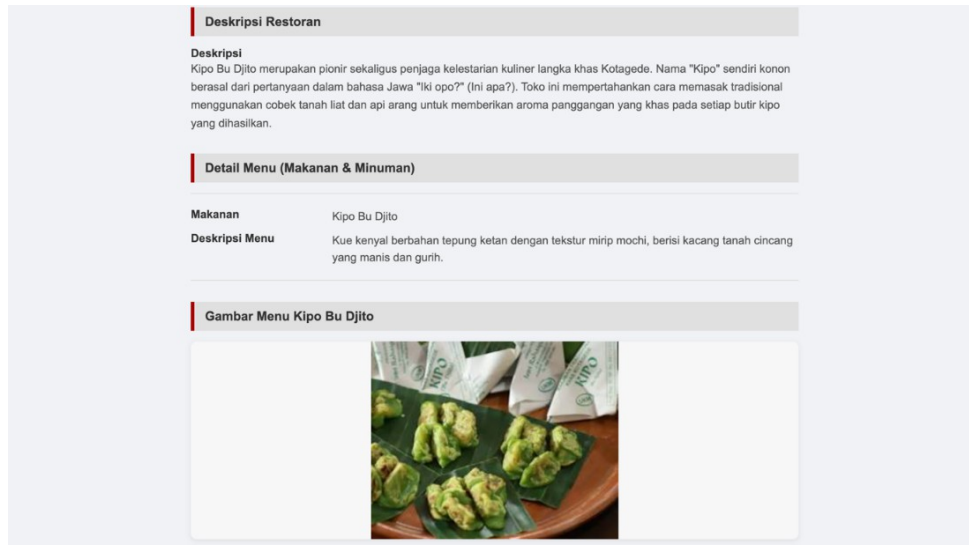 Deskripsi Restoran
Deskripsi
Kipo Bu Djito merupakan pionir sekaligus penjaga kelestarian kuliner langka khas Kotagede. Nama "Kipo" sendiri konon
berasal dari pertanyaan dalam bahasa Jawa "Iki opo?" (Ini apa?). Toko ini mempertahankan cara memasak tradisional
menggunakan cobek tanah liat dan api arang untuk memberikan aroma panggangan yang khas pada setiap butir kipo
yang dihasilkan.
Detail Menu (Makanan & Minuman)
Makanan Kipo Bu Djito
Deskripsi Menu Kue kenyal berbahan tepung ketan dengan tekstur mirip mochi, berisi kacang tanah cincang
yang manis dan gurih.
Gambar Menu Kipo Bu Djito
KIPO
KIPO